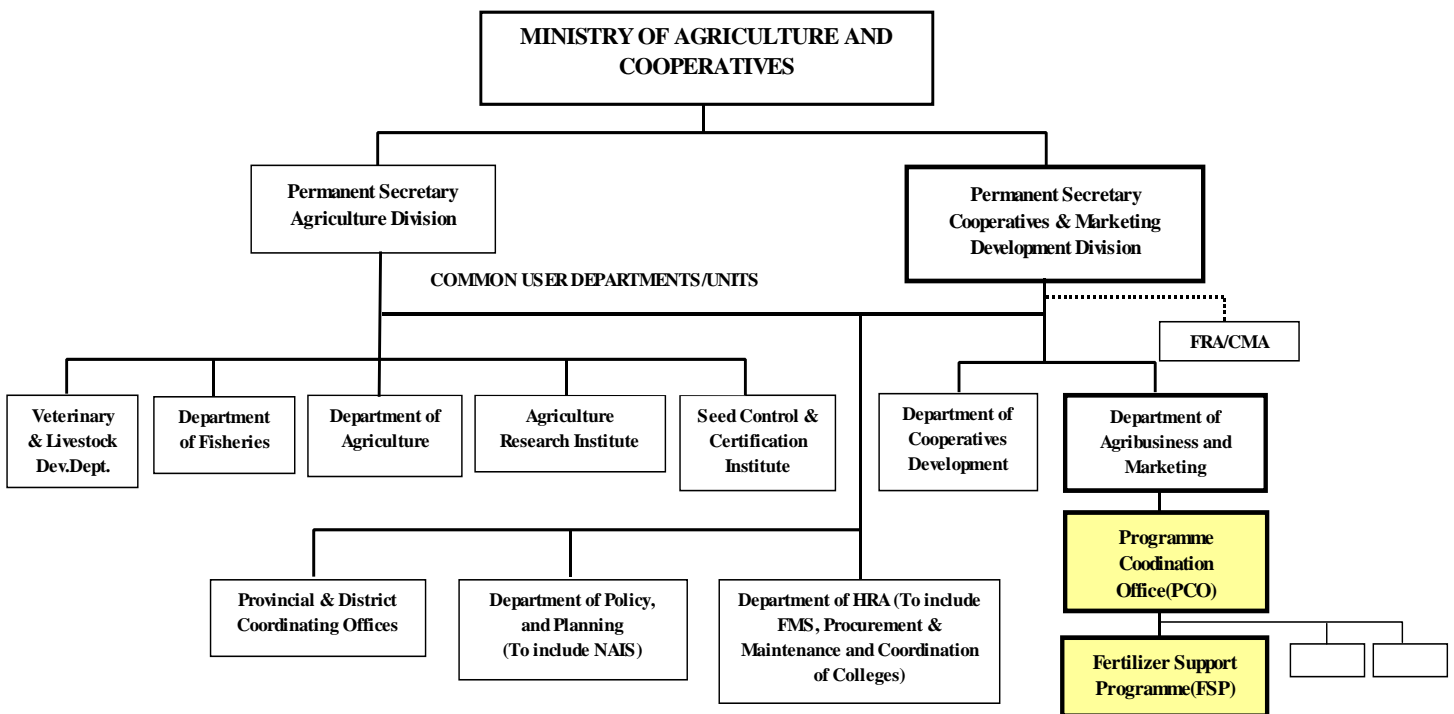 MINISTRY OF AGRICULTURE AND
COOPERATIVES
Permanent Secretary
Agriculture Division
Permanent Secretary
Cooperatives & Marketing
Development Division
COMMON USER DEPARTMENTS/UNITS
FRA/CMA
Veterinary
& Livestock
Dev.Dept.
Department
of Fisheries
Department of
Agriculture
Agriculture
Research Institute
Seed Control &
Certification
Institute
Department of
Cooperatives
Development
Department of
Agribusiness and
Marketing
Programme
Coodination
Office(PCO)
Provincial & District
Coordinating Offices
Department of Policy,
and Planning
(To include NAIS)
Department of HRA (To include
FMS, Procurement &
Maintenance and Coordination
of Colleges)
Fertilizer Support
Programme(FSP)